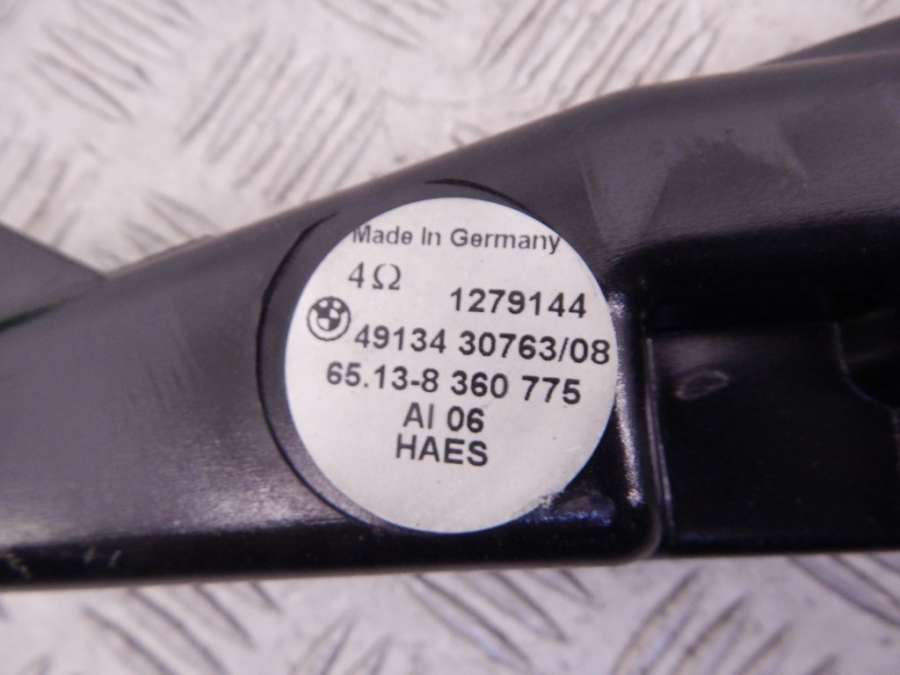 Made In Germany
4Ω 1279144
49134 30763/08
65.13-8 360 775
AI 06
HAES